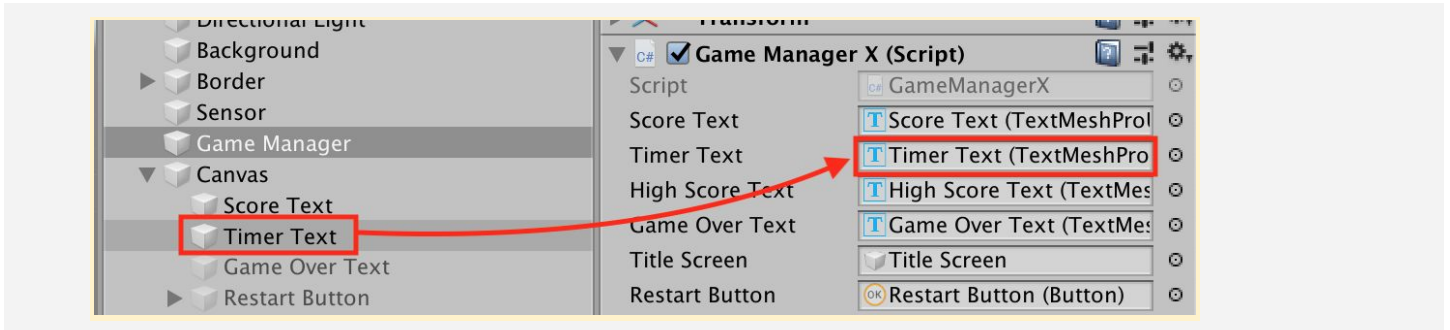 Directional Light
Background
Border
Sensor
Game Manager
Canvas
Score Text
Timer Text
Game Over Text
Restart Button
Transform
C# Game Manager X (Script)
Script C# GameManagerX
Score Text T Score Text (TextMeshProU
Timer Text T Timer Text (TextMeshPro
High Score Text T High Score Text (TextMes
Game Over Text T Game Over Text (TextMes
Title Screen Title Screen
Restart Button OK Restart Button (Button)